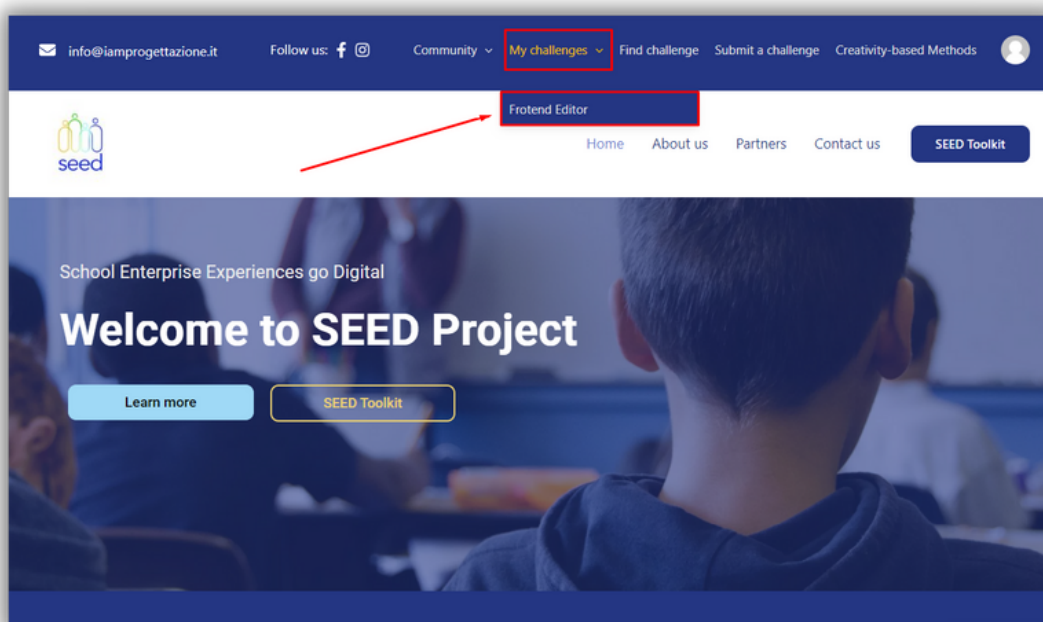 info@iamprogettazione.it Follow us: Community My challenges Find challenge Submit a challenge Creativity-based Methods
Frotend Editor
seed
Home About us Partners Contact us SEED Toolkit
School Enterprise Experiences go Digital
Welcome to SEED Project
Learn more SEED Toolkit